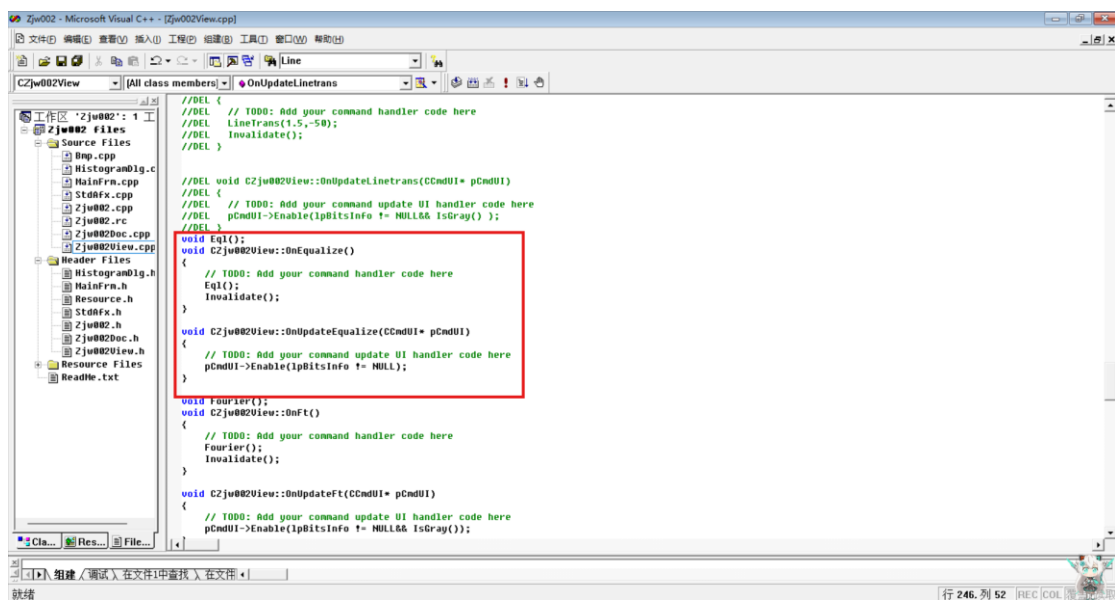 Zjw002 - Microsoft Visual C++ - [Zjw002View.cpp]
文件(F) 编辑(E) 查看(V) 插入(I) 工程(P) 组建(B) 工具(T) 窗口(W) 帮助(H)
Line
CZjw002View [All class members] OnUpdateLinetrans
工作区 'Zjw002': 1 工
Zjw002 files
Source Files
Bmp.cpp
HistogramDlg.c
MainFrm.cpp
StdAfx.cpp
Zjw002.cpp
Zjw002.rc
Zjw002Doc.cpp
Zjw002View.cpp
Header Files
HistogramDlg.h
MainFrm.h
Resource.h
StdAfx.h
Zjw002.h
Zjw002Doc.h
Zjw002View.h
Resource Files
ReadMe.txt
Cla... Res... File...
//DEL {
//DEL // TODO: Add your command handler code here
//DEL LineTrans(1.5,-50);
//DEL Invalidate();
//DEL }
//DEL void CZjw002View::OnUpdateLinetrans(CCmdUI* pCmdUI)
//DEL {
//DEL // TODO: Add your command update UI handler code here
//DEL pCmdUI->Enable(lpBitsInfo != NULL&& IsGray() );
//DEL }
void Eql();
void CZjw002View::OnEqualize()
{
// TODO: Add your command handler code here
Eql();
Invalidate();
}
void CZjw002View::OnUpdateEqualize(CCmdUI* pCmdUI)
{
// TODO: Add your command update UI handler code here
pCmdUI->Enable(lpBitsInfo != NULL);
}
void Fourier();
void CZjw002View::OnFt()
{
// TODO: Add your command handler code here
Fourier();
Invalidate();
}
void CZjw002View::OnUpdateFt(CCmdUI* pCmdUI)
{
// TODO: Add your command update UI handler code here
pCmdUI->Enable(lpBitsInfo != NULL&& IsGray());
组建 调试 在文件1中查找 在文件
就绪
行 246, 列 52 REC COL